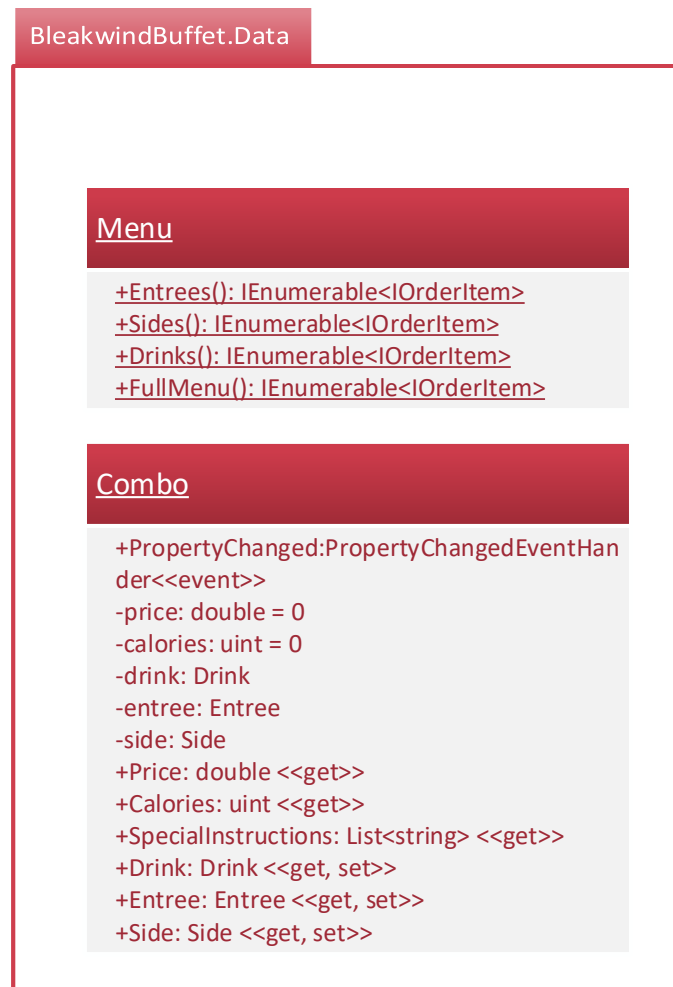 BleakwindBuffet.Data
Menu
+Entrees(): IEnumerable<IOrderItem>
+Sides(): IEnumerable<IOrderItem>
+Drinks(): IEnumerable<IOrderItem>
+FullMenu(): IEnumerable<IOrderItem>
Combo
+PropertyChanged:PropertyChangedEventHan
der<<event>>
-price: double = 0
-calories: uint = 0
-drink: Drink
-entree: Entree
-side: Side
+Price: double <<get>>
+Calories: uint <<get>>
+SpecialInstructions: List<string> <<get>>
+Drink: Drink <<get, set>>
+Entree: Entree <<get, set>>
+Side: Side <<get, set>>